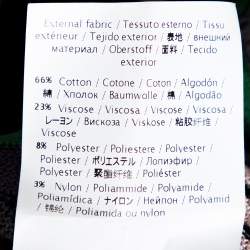 External fabric / Tessuto esterno / Tissu
extérieur / Tejido exterior / 表地 / внешний
материал / Oberstoff / 面料 / Tecido
exterior
66% Cotton / Cotone / Coton / Algodón /
綿 / Хлопок / Baumwolle / 棉 / Algodão
23% Viscose / Viscosa / Viscose / Viscosa /
レーヨン / Вискоза / Viskose / 粘胶纤维 /
Viscose
8% Polyester / Poliestere / Polyester /
Poliester / ポリエステル / Полиэфир /
Polyester / 聚酯纤维 / Poliéster
3% Nylon / Poliammide / Polyamide /
Poliamídica / ナイロン / Нейлон / Polyamid
/ 锦纶 / Poliamida ou nylon